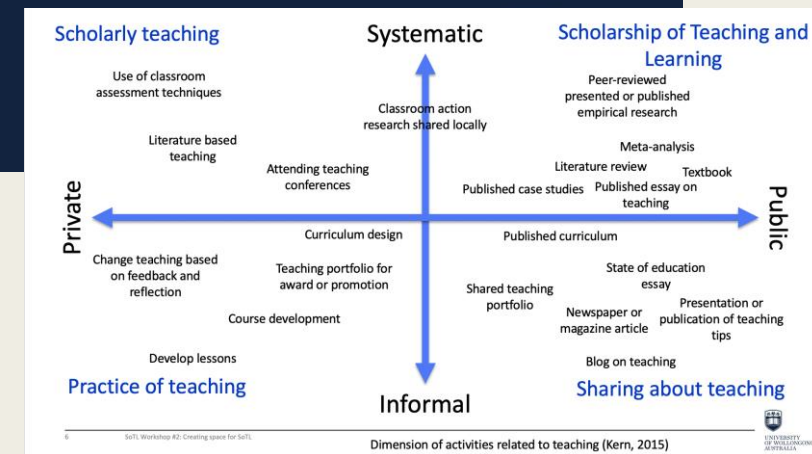 Scholarly teaching
Systematic
Scholarship of Teaching and
Learning
Use of classroom
assessment techniques
Peer-reviewed
presented or published
empirical research
Classroom action
research shared locally
Literature based
teaching
Meta-analysis
Attending teaching
conferences
Literature review
Textbook
Published case studies
Published essay on
teaching
Private
Public
Curriculum design
Published curriculum
Change teaching based
on feedback and
reflection
Teaching portfolio for
award or promotion
State of education
essay
Shared teaching
portfolio
Presentation or
publication of teaching
tips
Newspaper or
magazine article
Course development
Develop lessons
Blog on teaching
Practice of teaching
Informal
Sharing about teaching
6
SoTL Workshop #2: Creating space for SoTL
Dimension of activities related to teaching (Kern, 2015)
UNIVERSITY
OF WOLLONGONG
AUSTRALIA